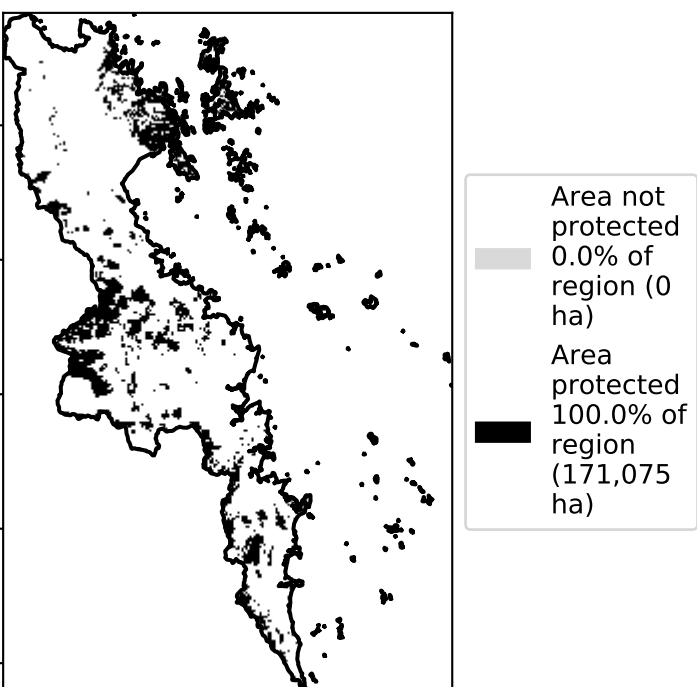 Area not
protected
0.0% of
region (0
ha)
Area
protected
100.0% of
region
(171,075
ha)